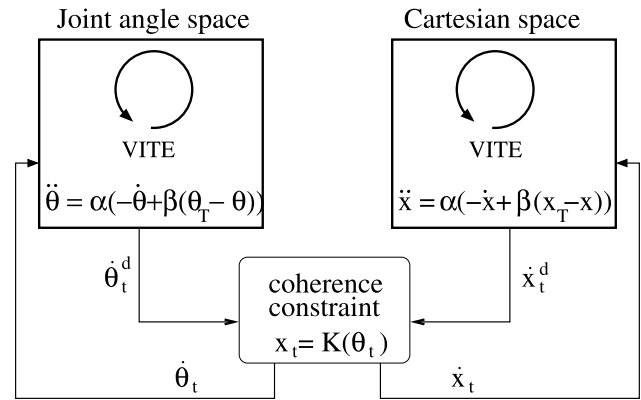 Joint angle space
Cartesian space
VITE
VITE
θ̈ = α(-θ̇+β(θ_T - θ))
ẍ = α(-ẋ+ β(x_T-x))
θ̇_t^d
ẋ_t^d
coherence
constraint
x_t = K(θ_t)
θ̇_t
ẋ_t